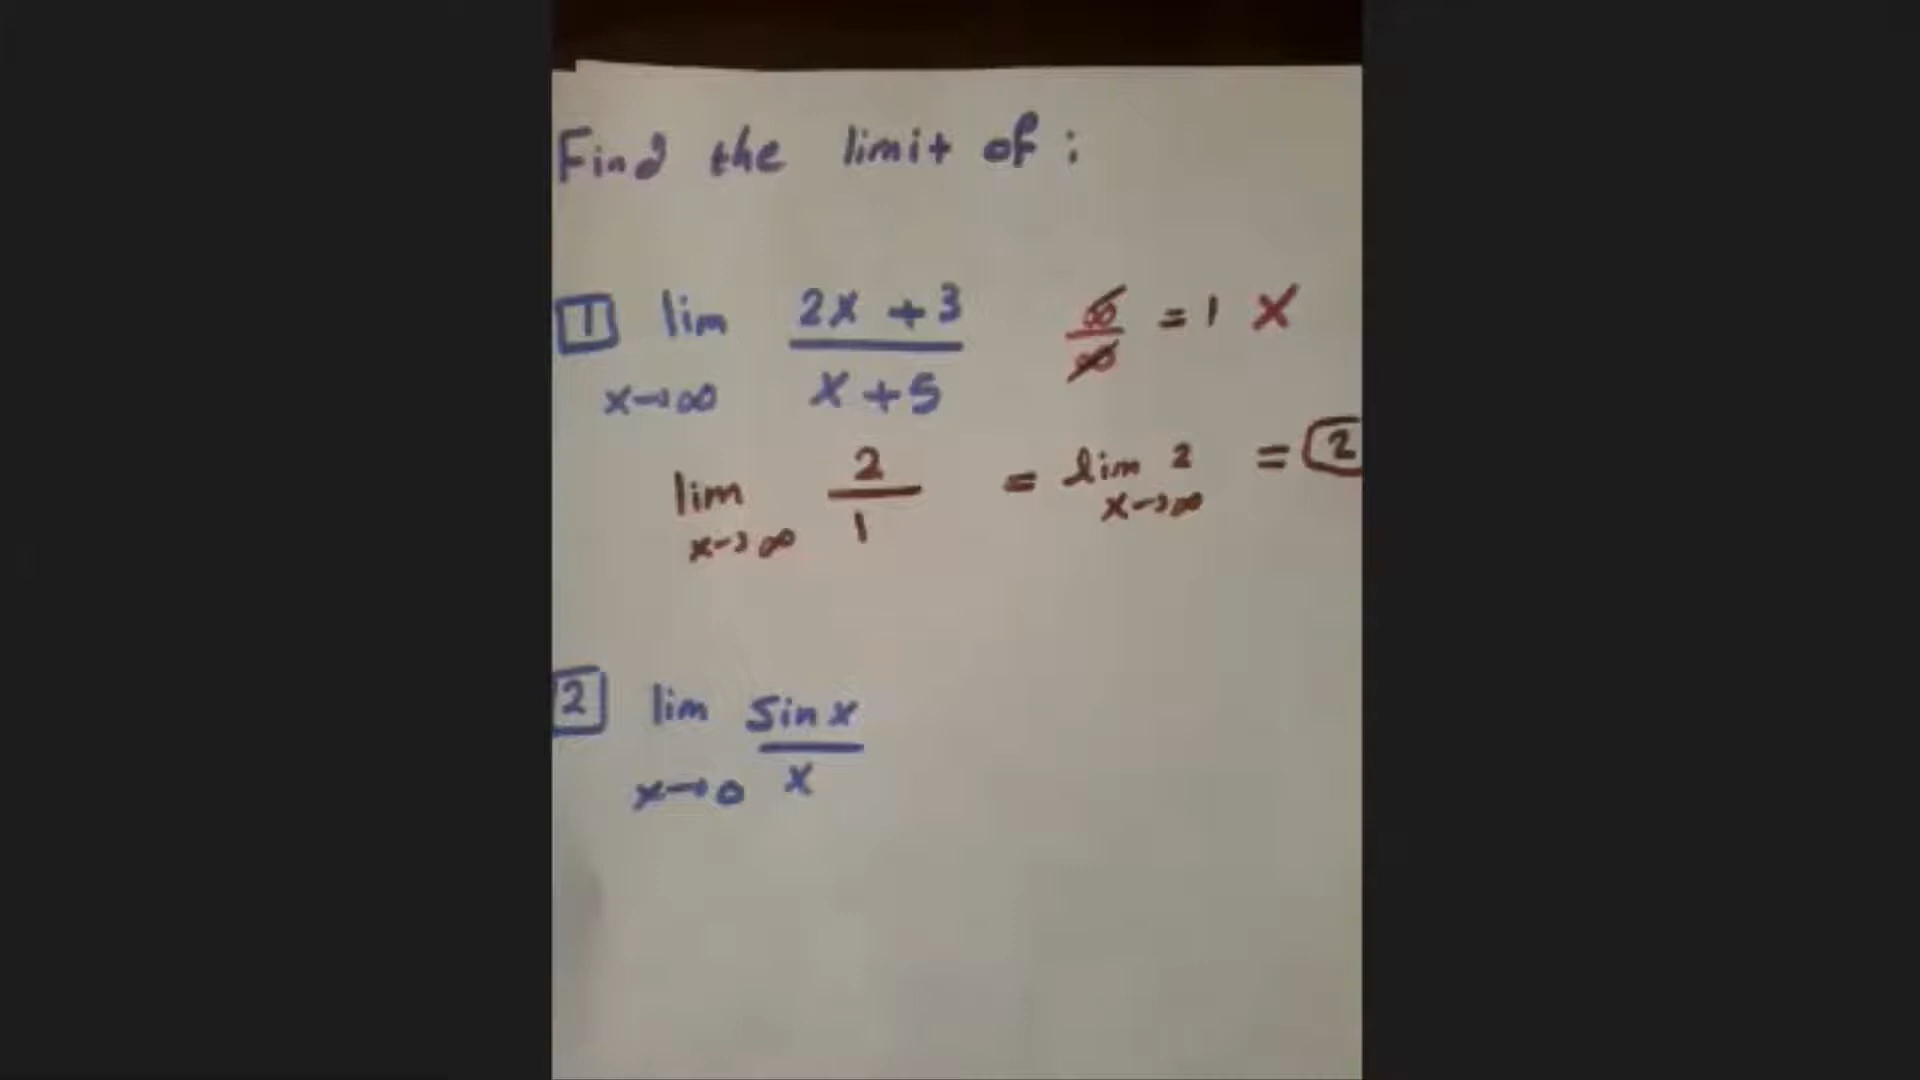 Find the limit of :
1 lim 2x + 3 ∞/∞ = 1 X
x→∞ x + 5
lim 2/1 = lim 2 = 2
x→∞ x→∞
2 lim sin x
x→0 x